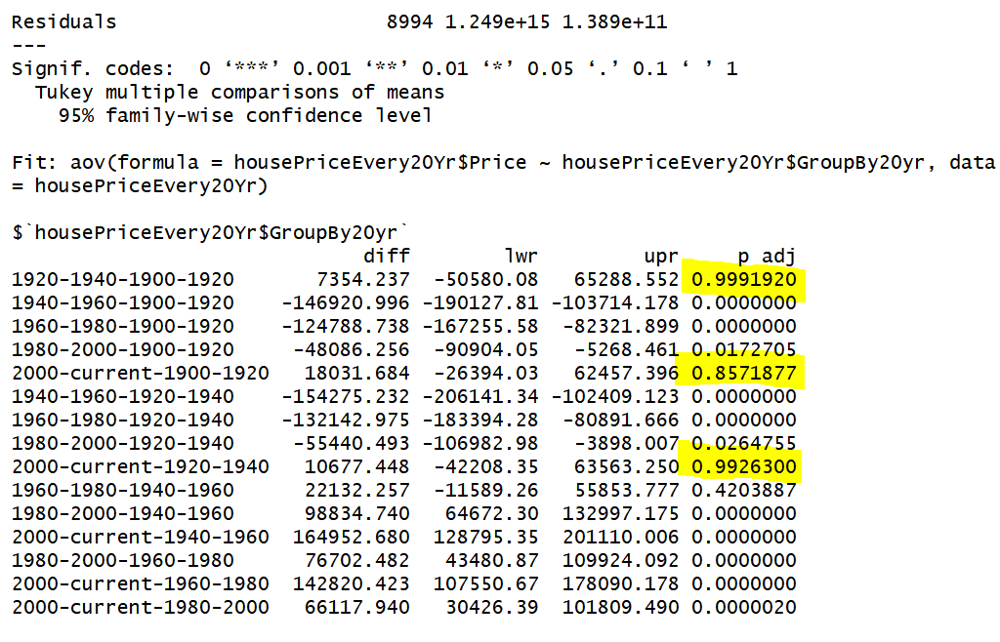 Residuals 8994 1.249e+15 1.389e+11
---
Signif. codes: 0 ‘***’ 0.001 ‘**’ 0.01 ‘*’ 0.05 ‘.’ 0.1 ‘ ’ 1
Tukey multiple comparisons of means
95% family-wise confidence level
Fit: aov(formula = housePriceEvery20Yr$Price ~ housePriceEvery20Yr$GroupBy20yr, data
= housePriceEvery20Yr)
$`housePriceEvery20Yr$GroupBy20yr`
diff lwr upr p adj
1920-1940-1900-1920 7354.237 -50580.08 65288.552 0.9991920
1940-1960-1900-1920 -146920.996 -190127.81 -103714.178 0.0000000
1960-1980-1900-1920 -124788.738 -167255.58 -82321.899 0.0000000
1980-2000-1900-1920 -48086.256 -90904.05 -5268.461 0.0172705
2000-current-1900-1920 18031.684 -26394.03 62457.396 0.8571877
1940-1960-1920-1940 -154275.232 -206141.34 -102409.123 0.0000000
1960-1980-1920-1940 -132142.975 -183394.28 -80891.666 0.0000000
1980-2000-1920-1940 -55440.493 -106982.98 -3898.007 0.0264755
2000-current-1920-1940 10677.448 -42208.35 63563.250 0.9926300
1960-1980-1940-1960 22132.257 -11589.26 55853.777 0.4203887
1980-2000-1940-1960 98834.740 64672.30 132997.175 0.0000000
2000-current-1940-1960 164952.680 128795.35 201110.006 0.0000000
1980-2000-1960-1980 76702.482 43480.87 109924.092 0.0000000
2000-current-1960-1980 142820.423 107550.67 178090.178 0.0000000
2000-current-1980-2000 66117.940 30426.39 101809.490 0.0000020